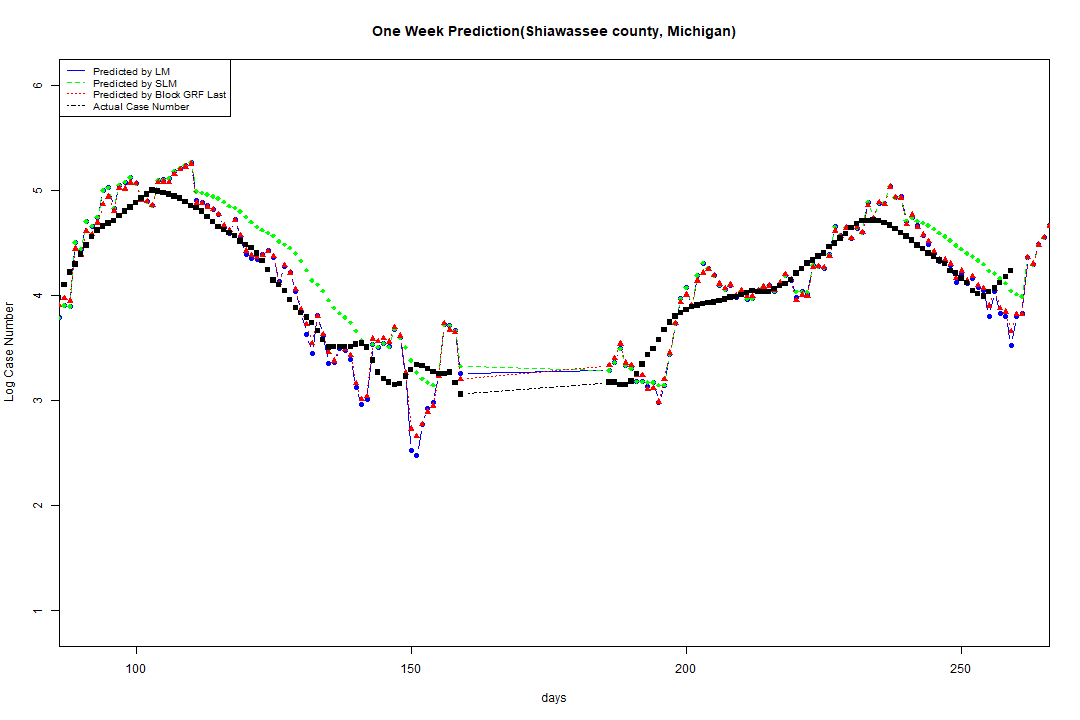 One Week Prediction(Shiawassee county, Michigan)
Predicted by LM
Predicted by SLM
Predicted by Block GRF Last
Actual Case Number
Log Case Number
6
5
4
3
2
1
100 150 200 250
days